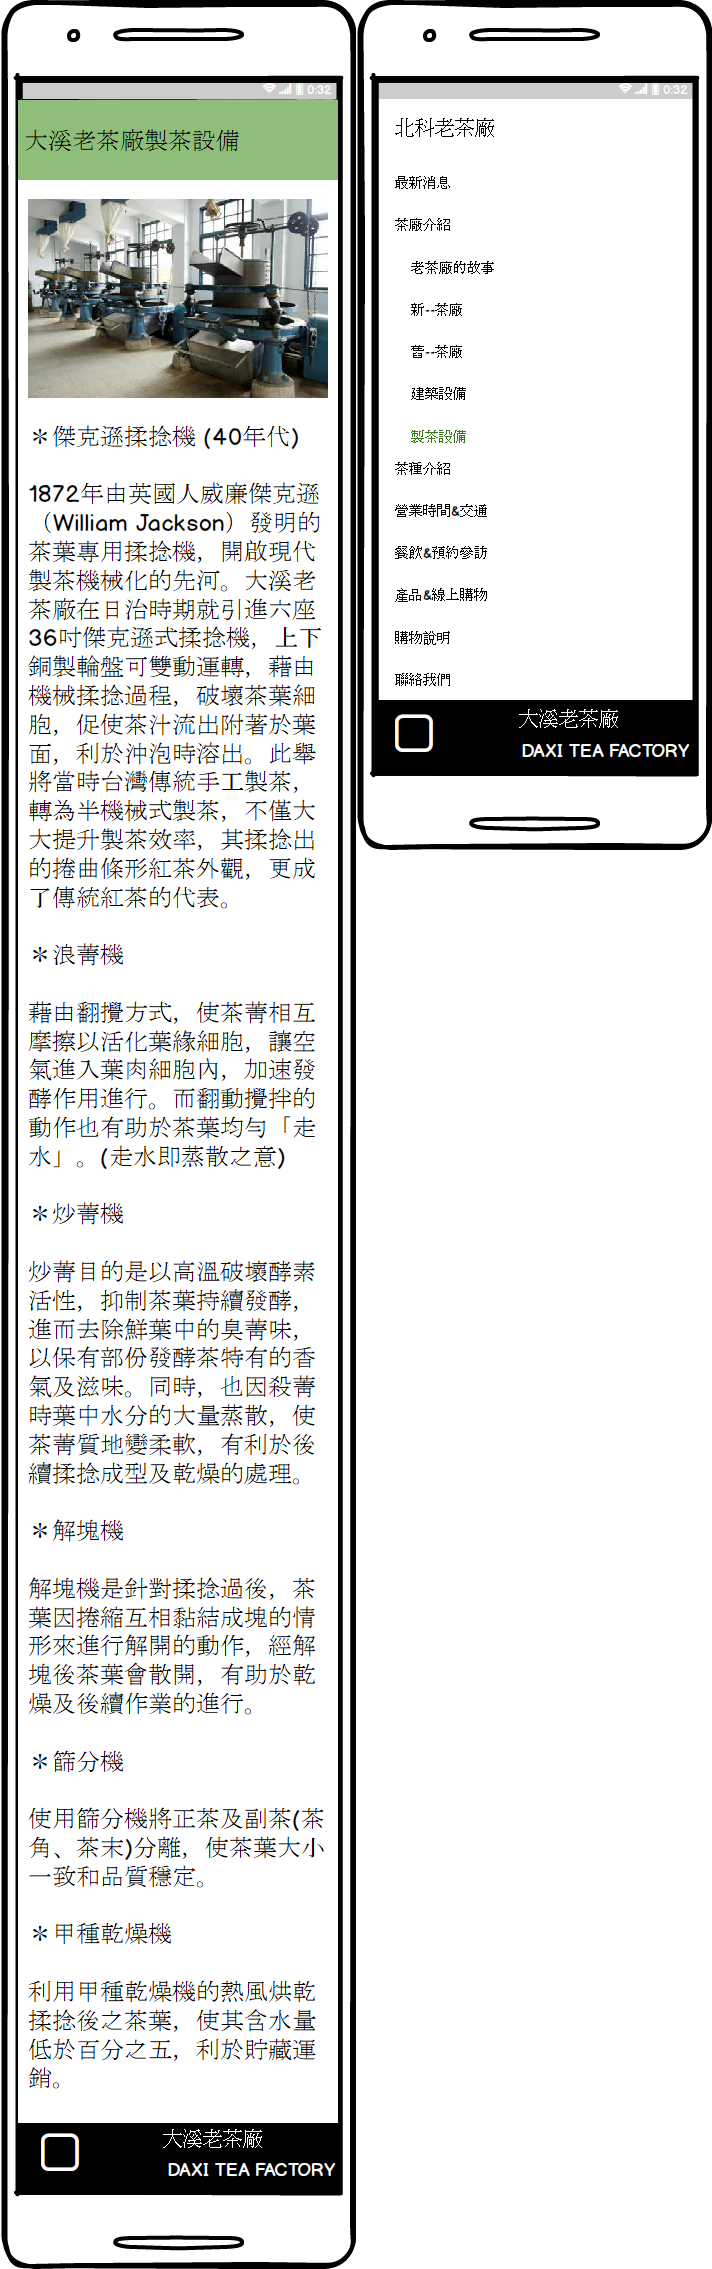 0:32
大溪老茶廠製茶設備
＊傑克遜揉捻機 (40年代)
1872年由英國人威廉傑克遜
（William Jackson）發明的
茶葉專用揉捻機，開啟現代
製茶機械化的先河。大溪老
茶廠在日治時期就引進六座
36吋傑克遜式揉捻機，上下
銅製輪盤可雙動運轉，藉由
機械揉捻過程，破壞茶葉細
胞，促使茶汁流出附著於葉
面，利於沖泡時溶出。此舉
將當時台灣傳統手工製茶，
轉為半機械式製茶，不僅大
大提升製茶效率，其揉捻出
的捲曲條形紅茶外觀，更成
了傳統紅茶的代表。
＊浪菁機
藉由翻攪方式，使茶菁相互
摩擦以活化葉緣細胞，讓空
氣進入葉肉細胞內，加速發
酵作用進行。而翻動攪拌的
動作也有助於茶葉均勻「走
水」。(走水即蒸散之意)
＊炒菁機
炒菁目的是以高溫破壞酵素
活性，抑制茶葉持續發酵，
進而去除鮮葉中的臭菁味，
以保有部份發酵茶特有的香
氣及滋味。同時，也因殺菁
時葉中水分的大量蒸散，使
茶菁質地變柔軟，有利於後
續揉捻成型及乾燥的處理。
＊解塊機
解塊機是針對揉捻過後，茶
葉因捲縮互相黏結成塊的情
形來進行解開的動作，經解
塊後茶葉會散開，有助於乾
燥及後續作業的進行。
＊篩分機
使用篩分機將正茶及副茶(茶
角、茶末)分離，使茶葉大小
一致和品質穩定。
＊甲種乾燥機
利用甲種乾燥機的熱風烘乾
揉捻後之茶葉，使其含水量
低於百分之五，利於貯藏運
銷。
大溪老茶廠
DAXI TEA FACTORY
0:32
北科老茶廠
最新消息
茶廠介紹
老茶廠的故事
新--茶廠
舊--茶廠
建築設備
製茶設備
茶種介紹
營業時間&交通
餐飲&預約參訪
產品&線上購物
購物說明
聯絡我們
大溪老茶廠
DAXI TEA FACTORY